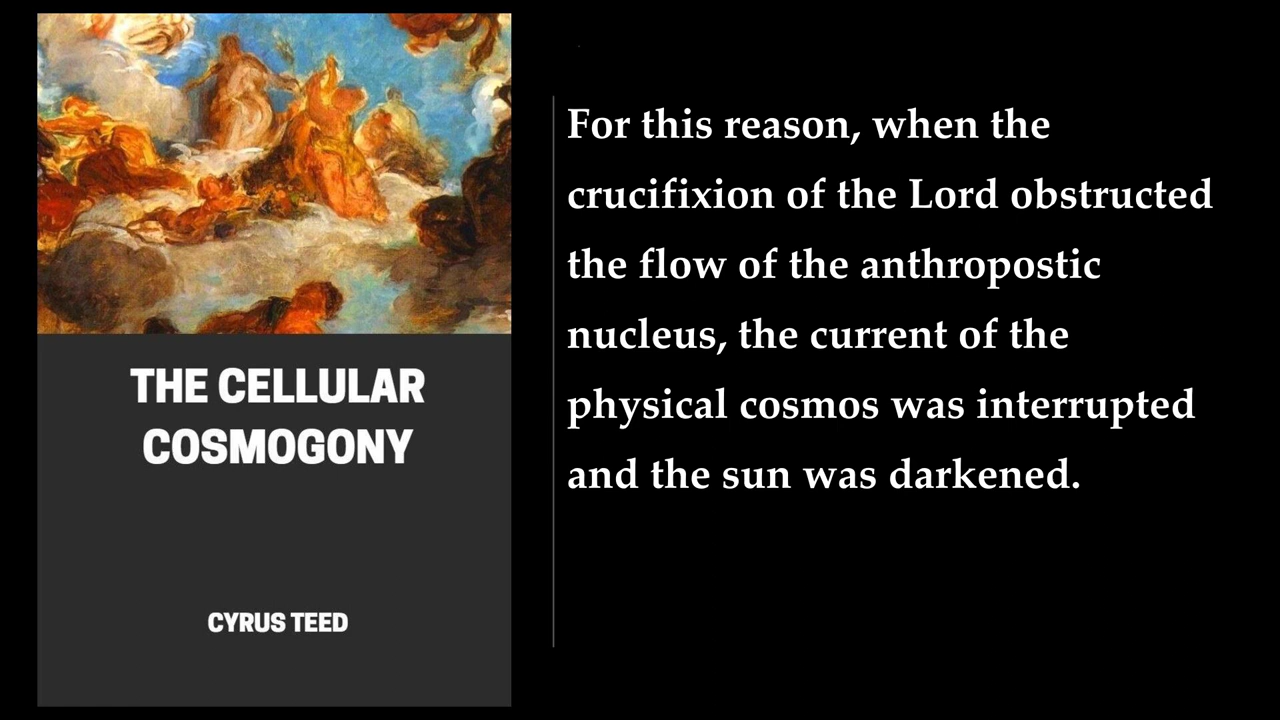 THE CELLULAR
COSMOGONY
CYRUS TEED
For this reason, when the
crucifixion of the Lord obstructed
the flow of the anthropostic
nucleus, the current of the
physical cosmos was interrupted
and the sun was darkened.